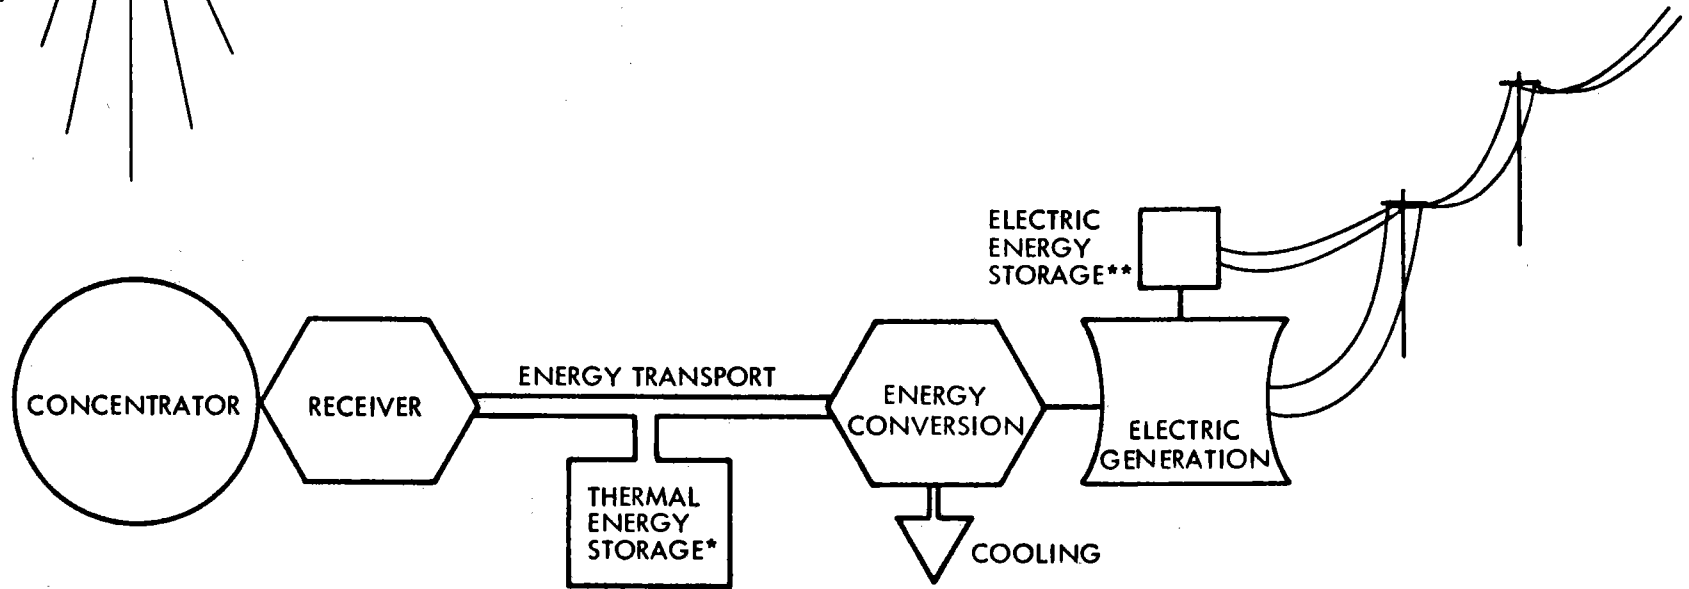 ELECTRIC
ENERGY
STORAGE**
CONCENTRATOR
RECEIVER
ENERGY TRANSPORT
THERMAL
ENERGY
STORAGE*
ENERGY
CONVERSION
COOLING
ELECTRIC
GENERATION